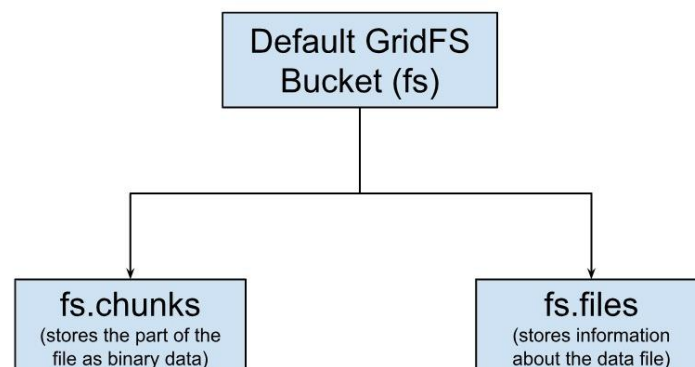 Default GridFS
Bucket (fs)
fs.chunks
(stores the part of the
file as binary data)
fs.files
(stores information
about the data file)